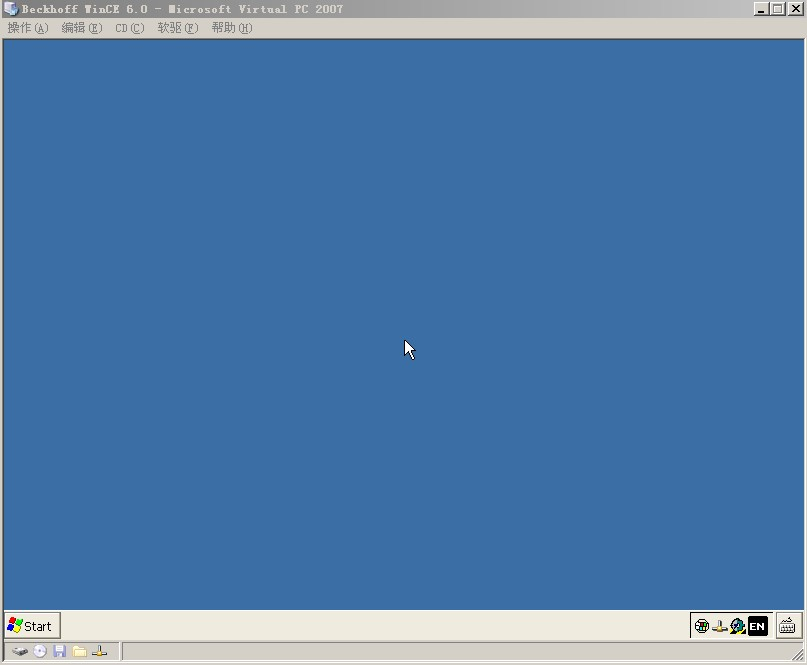 Beckhoff WinCE 6.0 - Microsoft Virtual PC 2007
操作(A) 编辑(E) CD(C) 软驱(F) 帮助(H)
Start EN